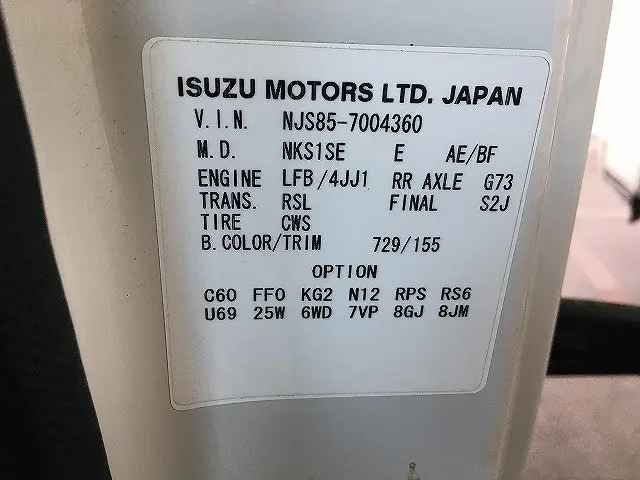 ISUZU MOTORS LTD. JAPAN
V.I.N. NJS85-7004360
M.D. NKS1SE E AE/BF
ENGINE LFB/4JJ1 RR AXLE G73
TRANS. RSL FINAL S2J
TIRE CWS
B.COLOR/TRIM 729/155
OPTION
C60 FF0 KG2 N12 RPS RS6
U69 25W 6WD 7VP 8GJ 8JM